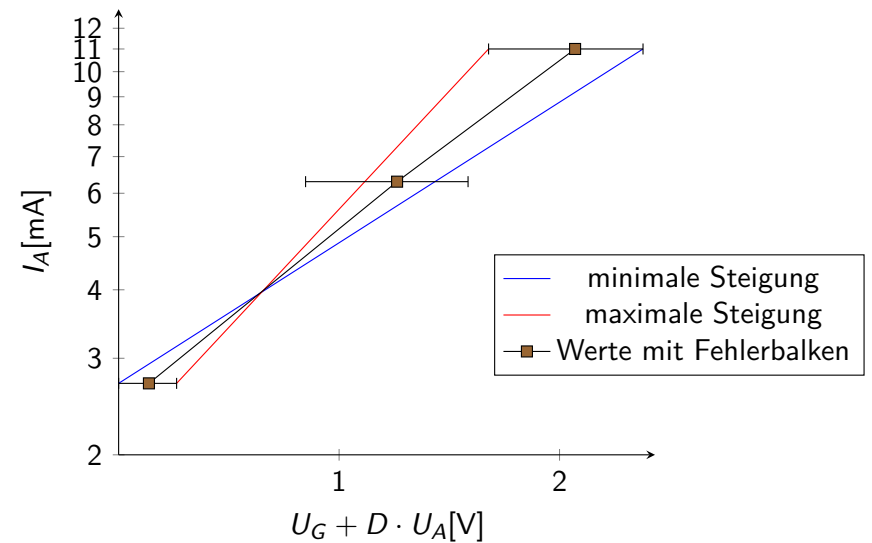 12
11
10
9
8
7
6
5
4
3
2
I_A[mA]
minimale Steigung
maximale Steigung
Werte mit Fehlerbalken
1 2
U_G + D · U_A[V]